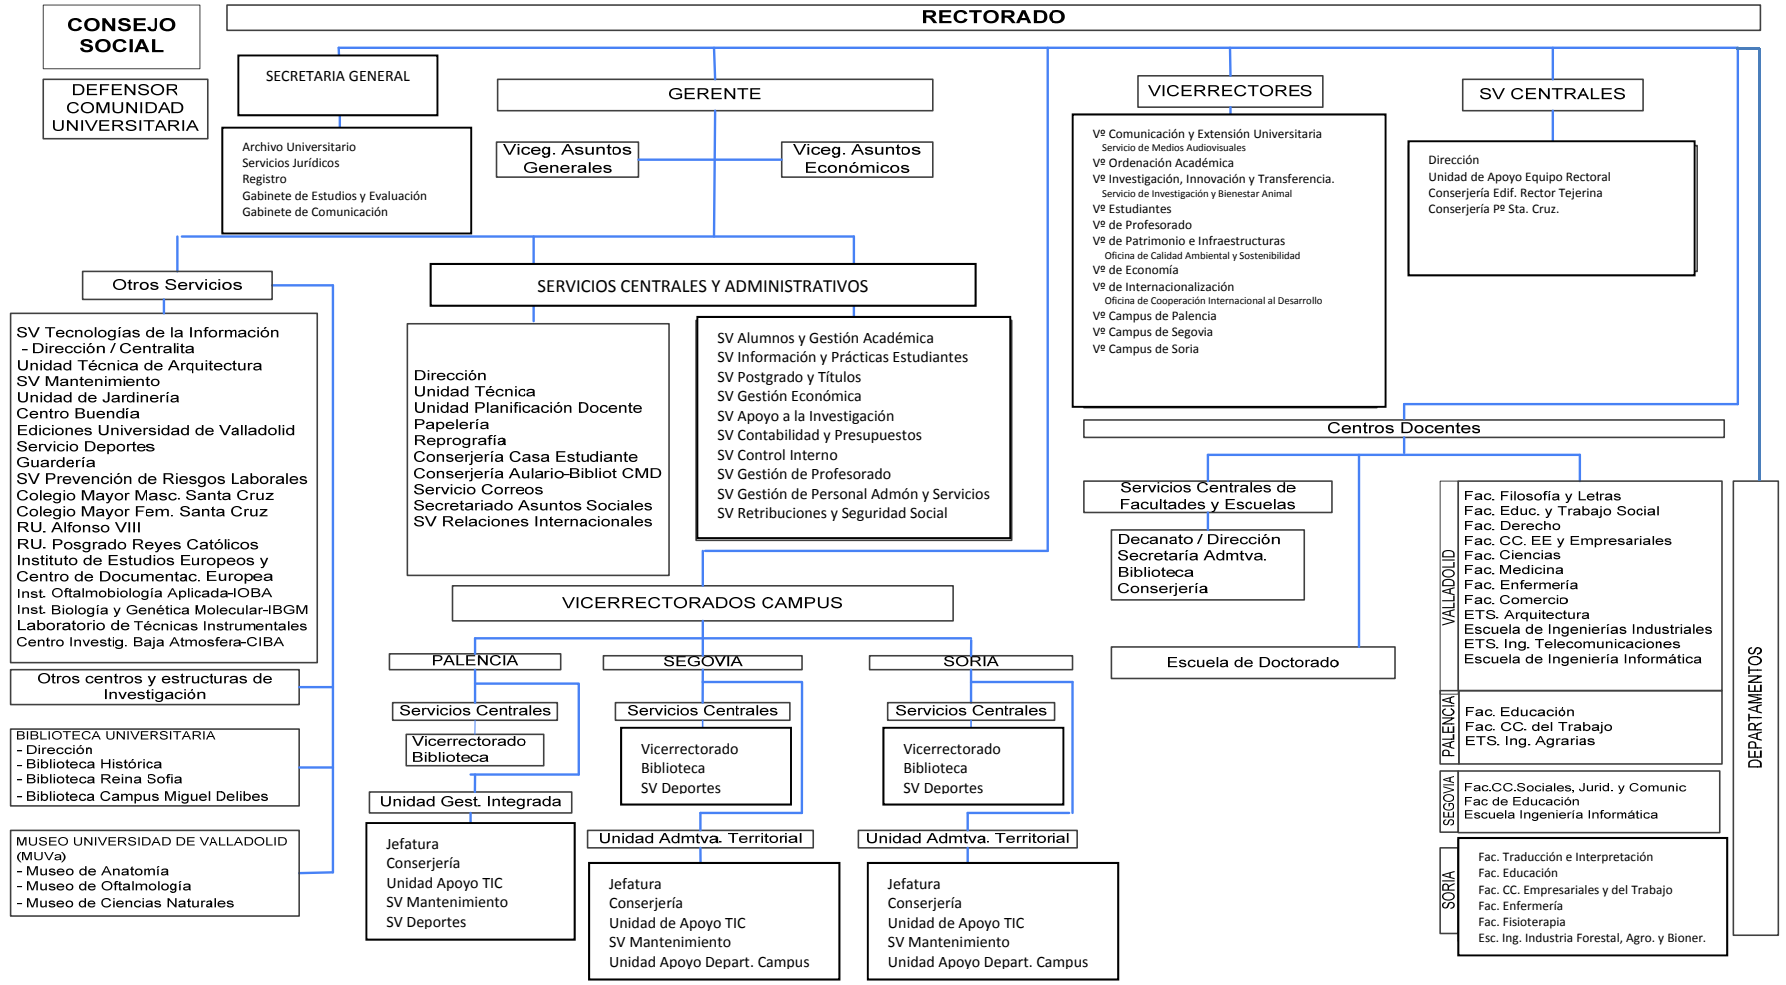 CONSEJO
SOCIAL
RECTORADO
DEFENSOR
COMUNIDAD
UNIVERSITARIA
SECRETARIA GENERAL
Archivo Universitario
Servicios Jurídicos
Registro
Gabinete de Estudios y Evaluación
Gabinete de Comunicación
GERENTE
Viceg. Asuntos
Generales
Viceg. Asuntos
Económicos
VICERRECTORES
Vº Comunicación y Extensión Universitaria
Servicio de Medios Audiovisuales
Vº Ordenación Académica
Vº Investigación, Innovación y Transferencia.
Servicio de Investigación y Bienestar Animal
Vº Estudiantes
Vº de Profesorado
Vº de Patrimonio e Infraestructuras
Oficina de Calidad Ambiental y Sostenibilidad
Vº de Economía
Vº de Internacionalización
Oficina de Cooperación Internacional al Desarrollo
Vº Campus de Palencia
Vº Campus de Segovia
Vº Campus de Soria
SV CENTRALES
Dirección
Unidad de Apoyo Equipo Rectoral
Conserjería Edif. Rector Tejerina
Conserjería Pº Sta. Cruz.
Otros Servicios
SV Tecnologías de la Información
- Dirección / Centralita
Unidad Técnica de Arquitectura
SV Mantenimiento
Unidad de Jardinería
Centro Buendía
Ediciones Universidad de Valladolid
Servicio Deportes
Guardería
SV Prevención de Riesgos Laborales
Colegio Mayor Masc. Santa Cruz
Colegio Mayor Fem. Santa Cruz
RU. Alfonso VIII
RU. Posgrado Reyes Católicos
Instituto de Estudios Europeos y
Centro de Documentac. Europea
Inst. Oftalmobiología Aplicada-IOBA
Inst. Biología y Genética Molecular-IBGM
Laboratorio de Técnicas Instrumentales
Centro Investig. Baja Atmosfera-CIBA
Otros centros y estructuras de
Investigación
BIBLIOTECA UNIVERSITARIA
- Dirección
- Biblioteca Histórica
- Biblioteca Reina Sofia
- Biblioteca Campus Miguel Delibes
MUSEO UNIVERSIDAD DE VALLADOLID
(MUVa)
- Museo de Anatomía
- Museo de Oftalmología
- Museo de Ciencias Naturales
SERVICIOS CENTRALES Y ADMINISTRATIVOS
Dirección
Unidad Técnica
Unidad Planificación Docente
Papelería
Reprografía
Conserjería Casa Estudiante
Conserjería Aulario-Bibliot CMD
Servicio Correos
Secretariado Asuntos Sociales
SV Relaciones Internacionales
SV Alumnos y Gestión Académica
SV Información y Prácticas Estudiantes
SV Postgrado y Títulos
SV Gestión Económica
SV Apoyo a la Investigación
SV Contabilidad y Presupuestos
SV Control Interno
SV Gestión de Profesorado
SV Gestión de Personal Admón y Servicios
SV Retribuciones y Seguridad Social
VICERRECTORADOS CAMPUS
PALENCIA
Servicios Centrales
Vicerrectorado
Biblioteca
Unidad Gest. Integrada
Jefatura
Conserjería
Unidad Apoyo TIC
SV Mantenimiento
SV Deportes
SEGOVIA
Servicios Centrales
Vicerrectorado
Biblioteca
SV Deportes
Unidad Admtva. Territorial
Jefatura
Conserjería
Unidad de Apoyo TIC
SV Mantenimiento
Unidad Apoyo Depart. Campus
SORIA
Servicios Centrales
Vicerrectorado
Biblioteca
SV Deportes
Unidad Admtva. Territorial
Jefatura
Conserjería
Unidad de Apoyo TIC
SV Mantenimiento
Unidad Apoyo Depart. Campus
Centros Docentes
Servicios Centrales de
Facultades y Escuelas
Decanato / Dirección
Secretaría Admtva.
Biblioteca
Conserjería
Escuela de Doctorado
VALLADOLID
Fac. Filosofía y Letras
Fac. Educ. y Trabajo Social
Fac. Derecho
Fac. CC. EE y Empresariales
Fac. Ciencias
Fac. Medicina
Fac. Enfermería
Fac. Comercio
ETS. Arquitectura
Escuela de Ingenierías Industriales
ETS. Ing. Telecomunicaciones
Escuela de Ingeniería Informática
PALENCIA
Fac. Educación
Fac. CC. del Trabajo
ETS. Ing. Agrarias
SEGOVIA
Fac.CC.Sociales, Jurid. y Comunic
Fac de Educación
Escuela Ingeniería Informática
SORIA
Fac. Traducción e Interpretación
Fac. Educación
Fac. CC. Empresariales y del Trabajo
Fac. Enfermería
Fac. Fisioterapia
Esc. Ing. Industria Forestal, Agro. y Bioner.
DEPARTAMENTOS